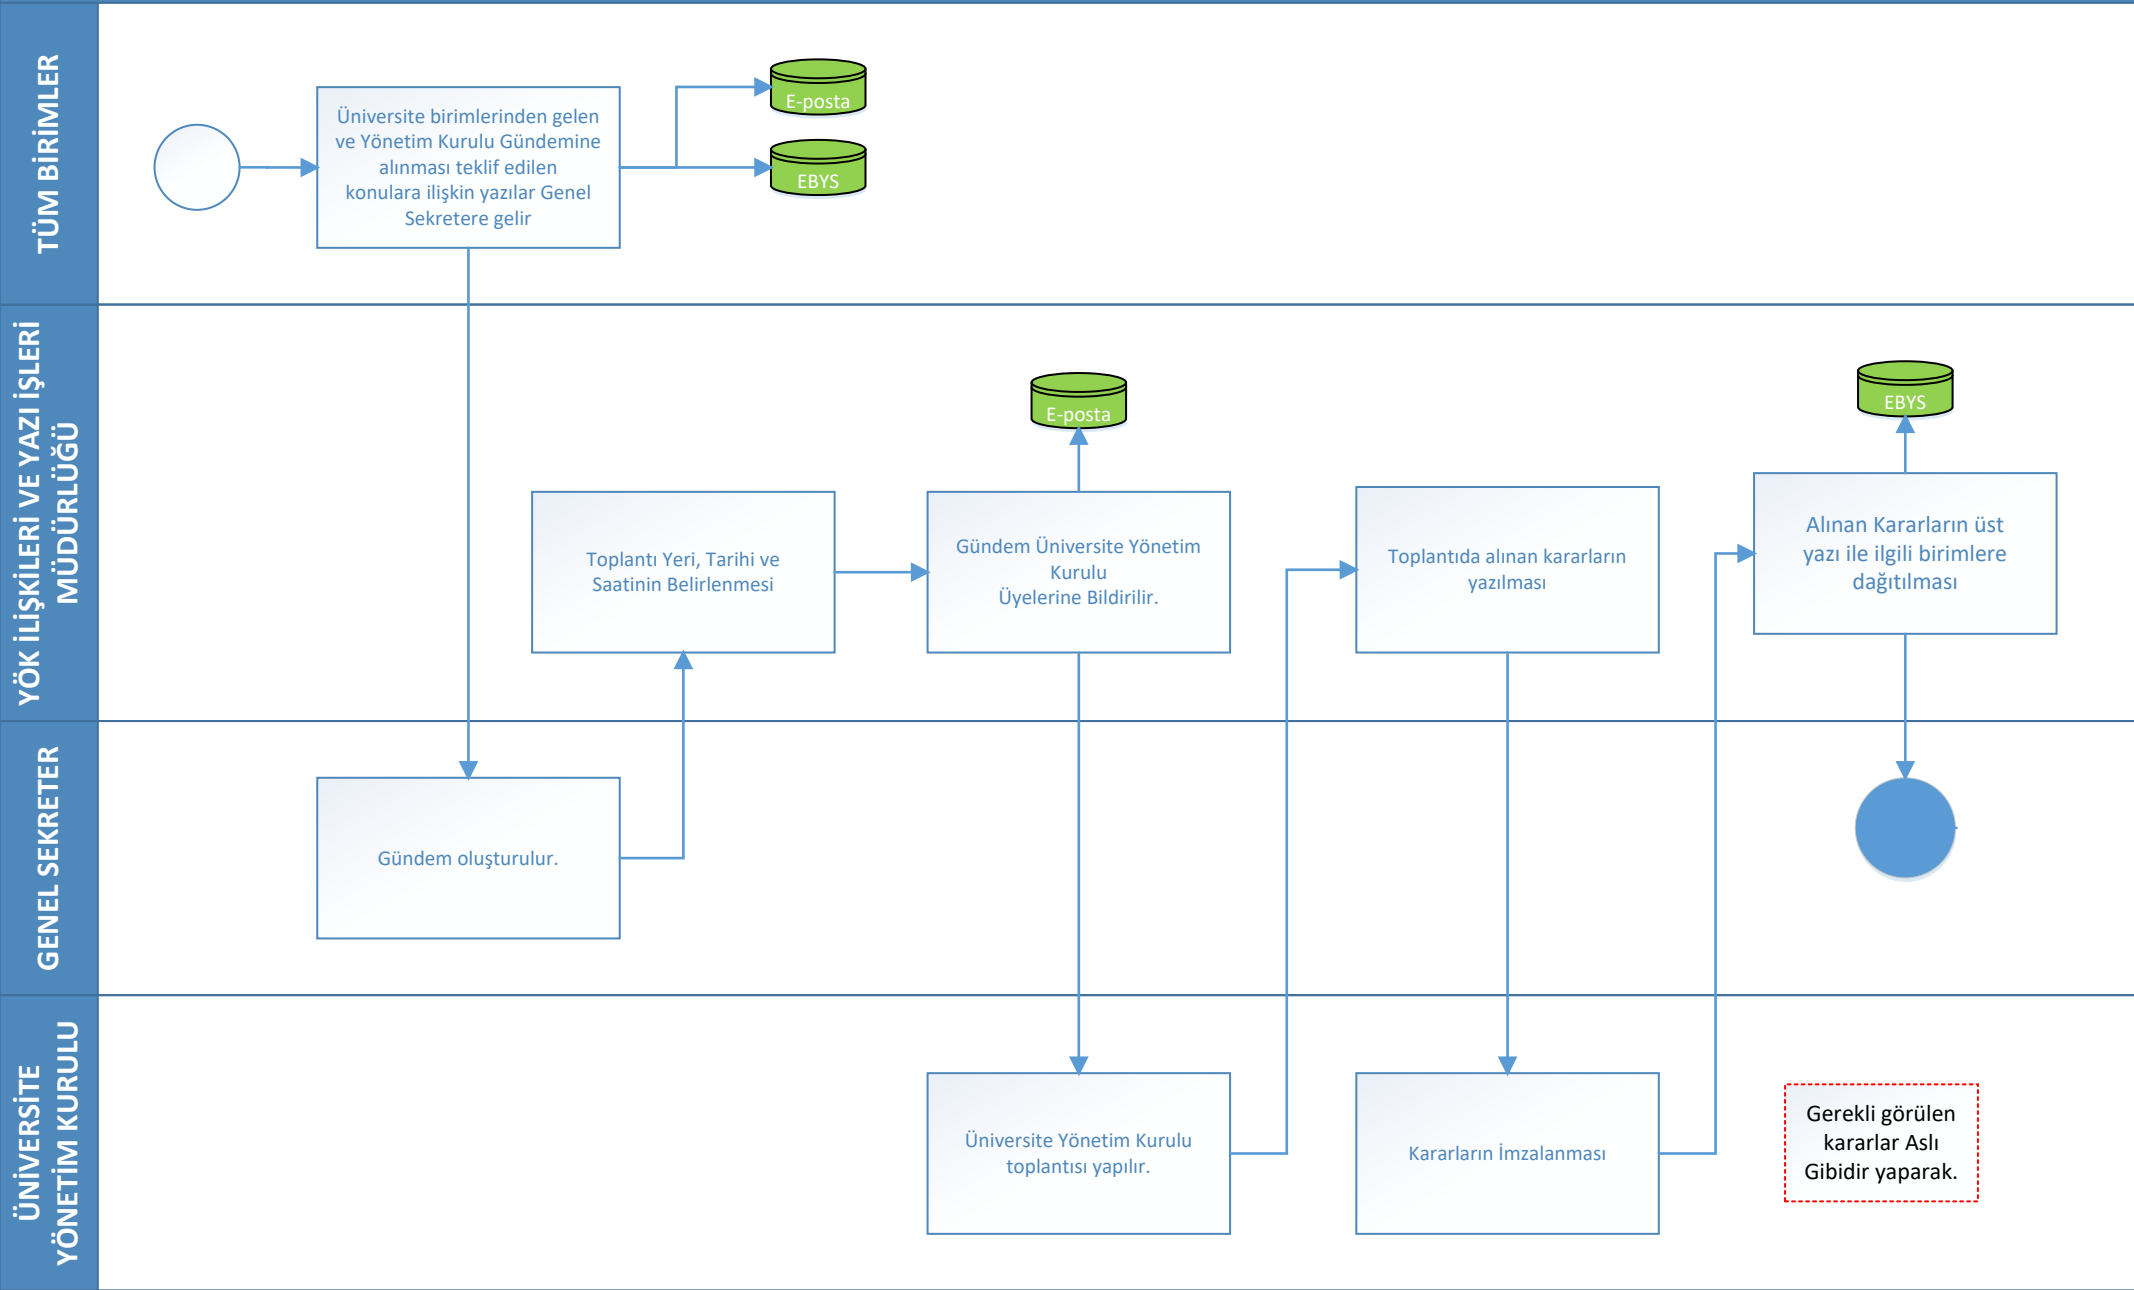 TÜM BİRİMLER
Üniversite birimlerinden gelen
ve Yönetim Kurulu Gündemine
alınması teklif edilen
konulara ilişkin yazılar Genel
Sekretere gelir
E-posta
EBYS
YÖK İLİŞKİLERİ VE YAZI İŞLERİ
MÜDÜRLÜĞÜ
Toplantı Yeri, Tarihi ve
Saatinin Belirlenmesi
E-posta
Gündem Üniversite Yönetim
Kurulu
Üyelerine Bildirilir.
Toplantıda alınan kararların
yazılması
EBYS
Alınan Kararların üst
yazı ile ilgili birimlere
dağıtılması
GENEL SEKRETER
Gündem oluşturulur.
ÜNİVERSİTE
YÖNETİM KURULU
Üniversite Yönetim Kurulu
toplantısı yapılır.
Kararların İmzalanması
Gerekli görülen
kararlar Aslı
Gibidir yaparak.